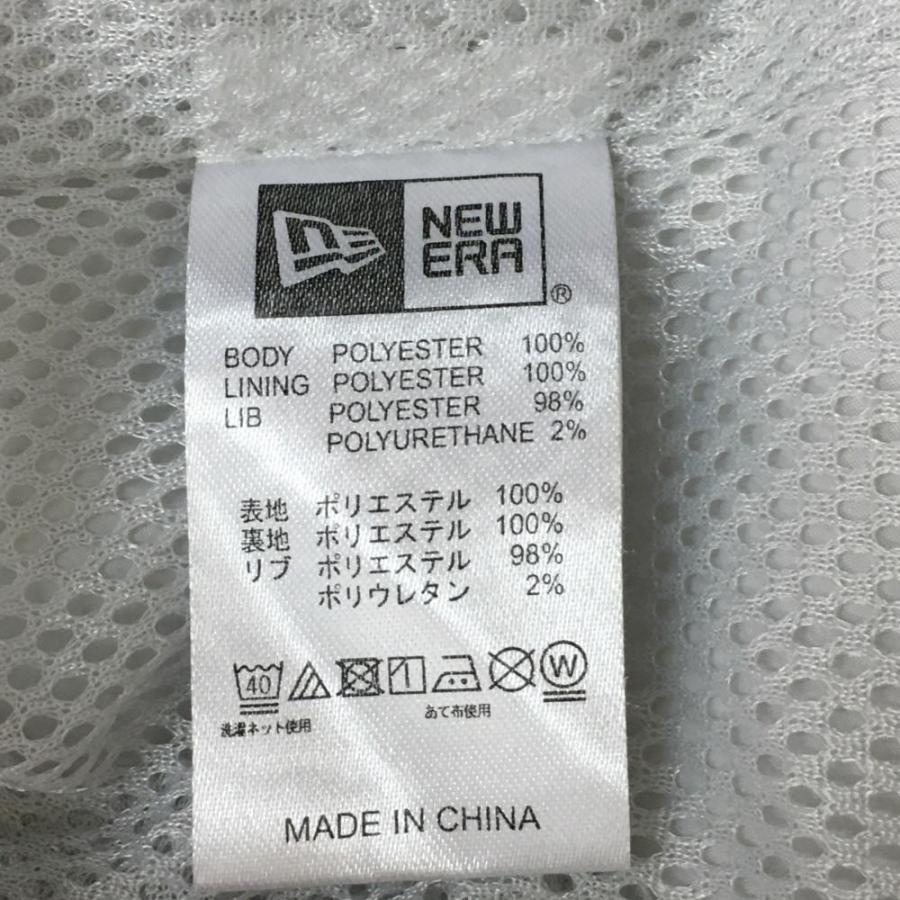 NEW
ERA
®
BODY POLYESTER 100%
LINING POLYESTER 100%
LIB POLYESTER 98%
POLYURETHANE 2%
表地 ポリエステル 100%
裏地 ポリエステル 100%
リブ ポリエステル 98%
ポリウレタン 2%
40 W
洗濯ネット使用 あて布使用
MADE IN CHINA